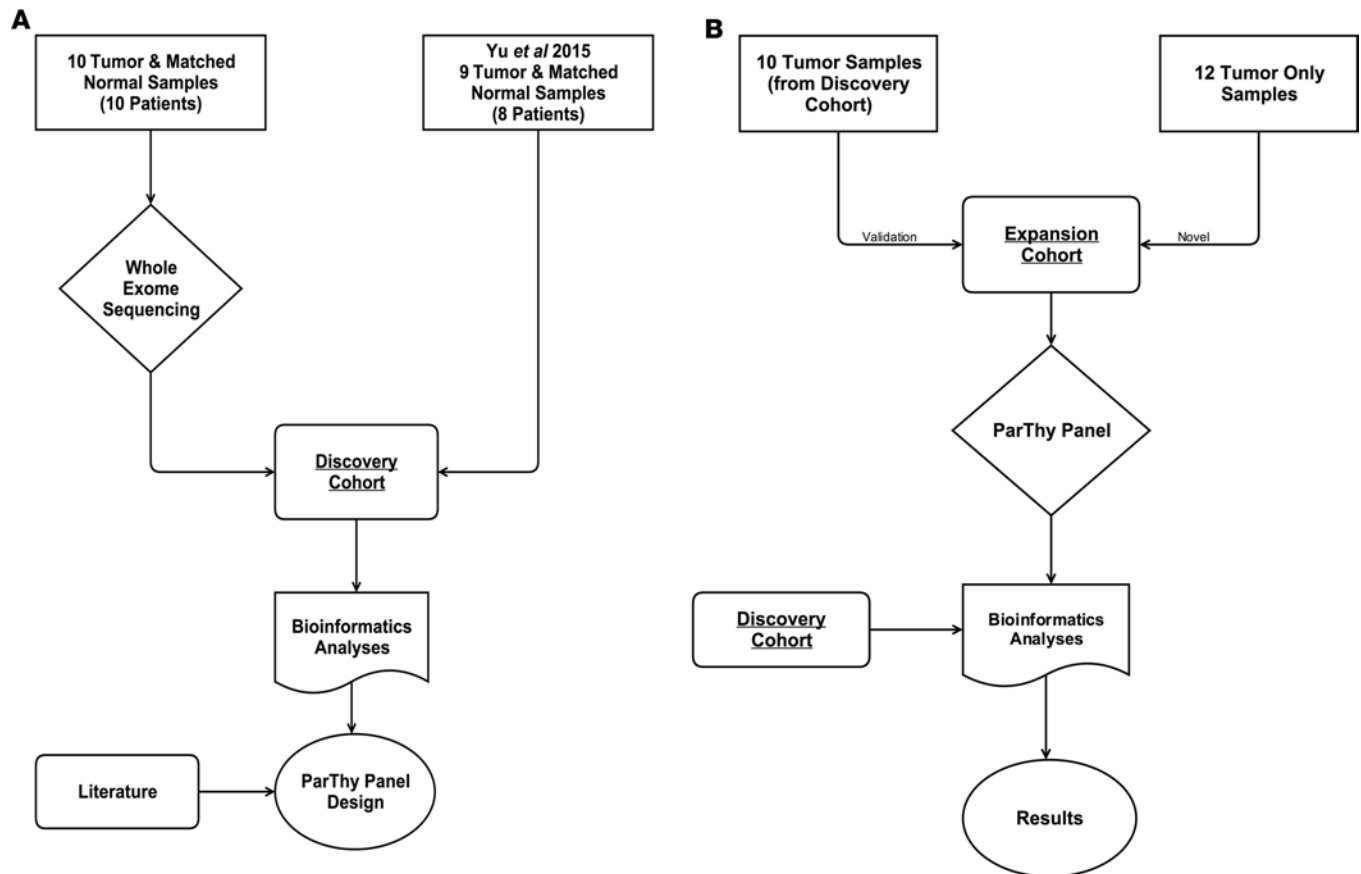 A
10 Tumor & Matched
Normal Samples
(10 Patients)
Yu et al 2015
9 Tumor & Matched
Normal Samples
(8 Patients)
Whole
Exome
Sequencing
Discovery
Cohort
Bioinformatics
Analyses
Literature
ParThy Panel
Design
B
10 Tumor Samples
(from Discovery
Cohort)
12 Tumor Only
Samples
Validation
Expansion
Cohort
Novel
ParThy Panel
Discovery
Cohort
Bioinformatics
Analyses
Results